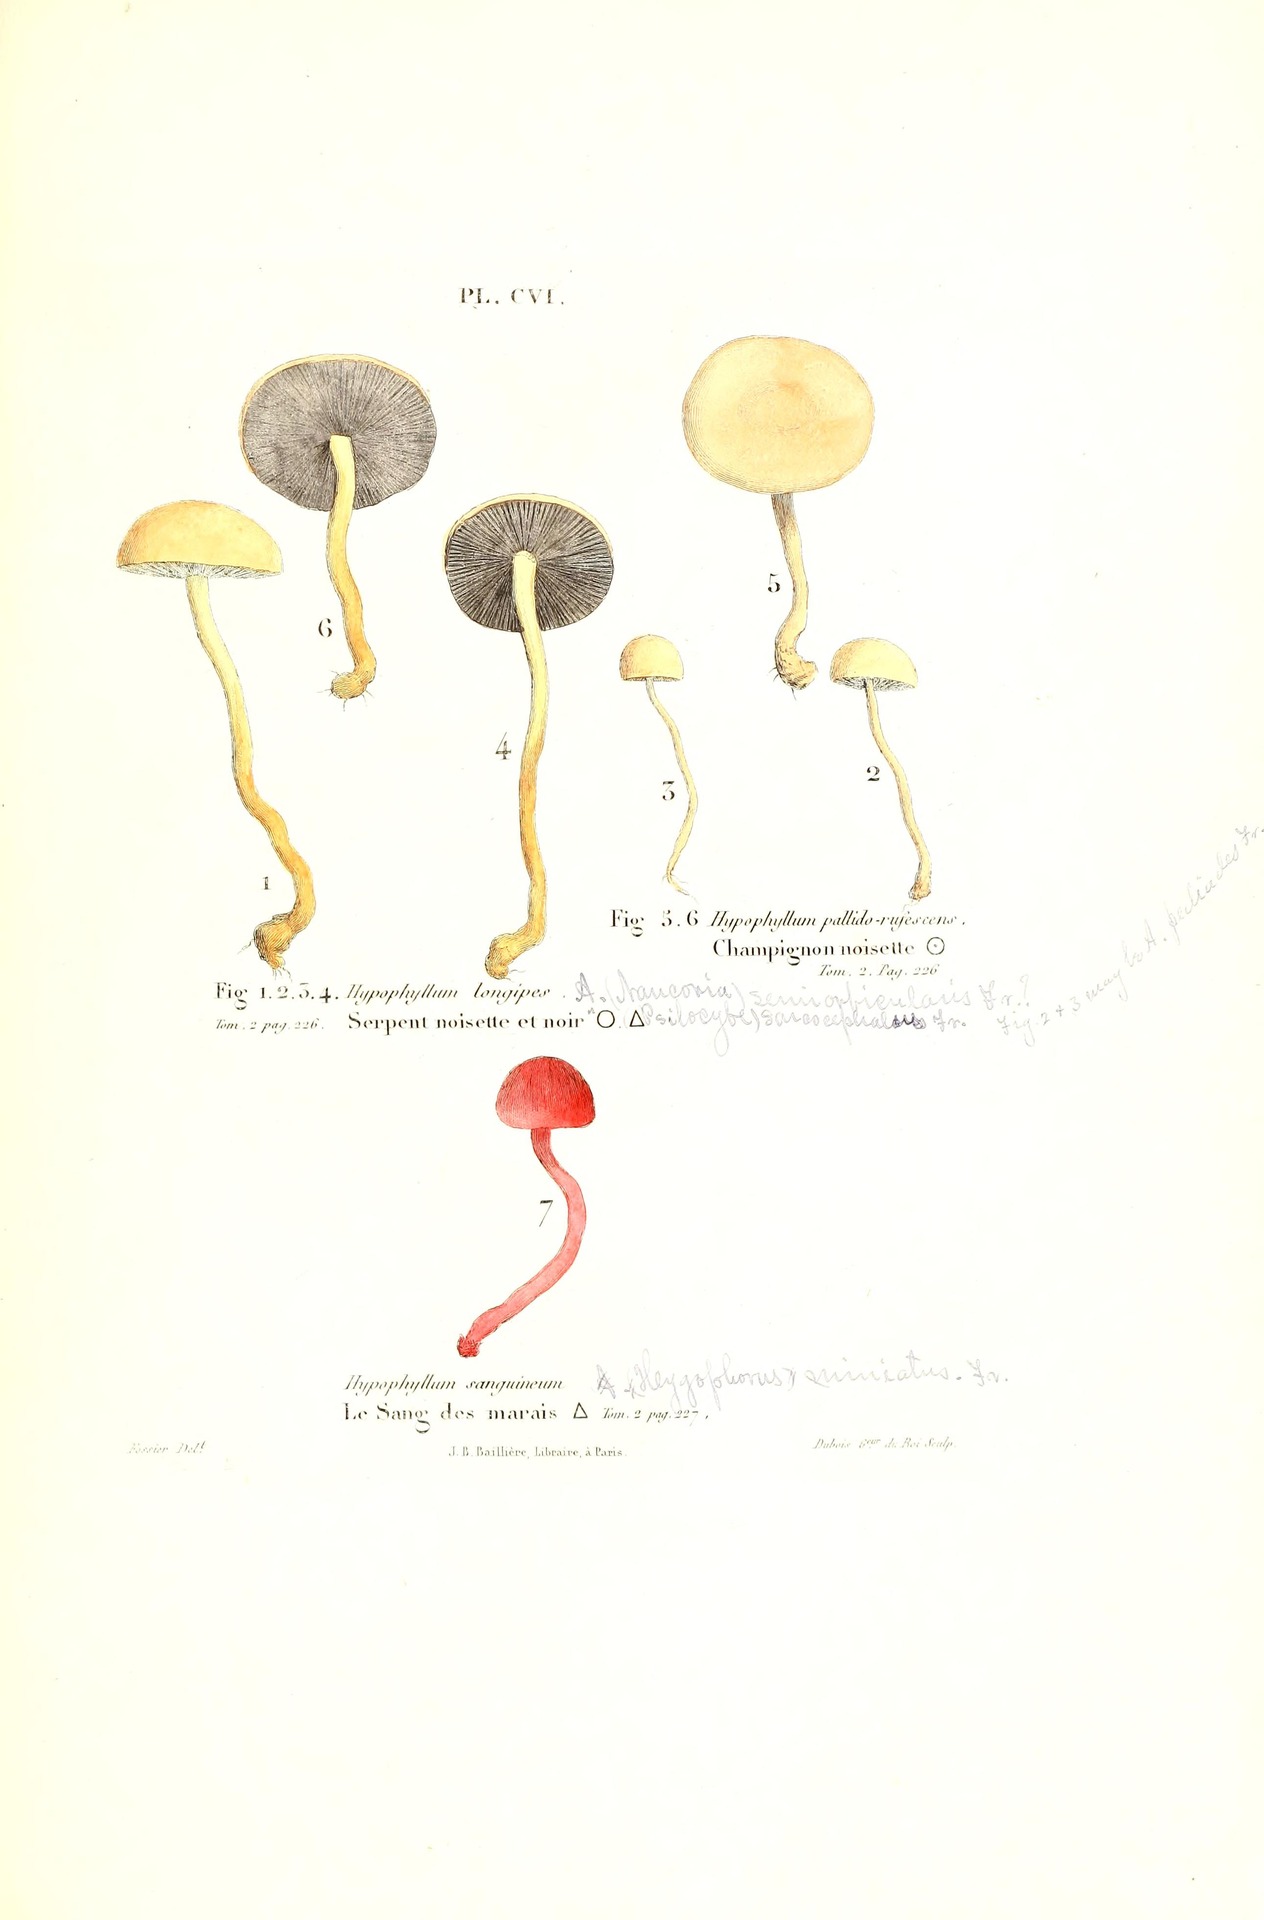 PL. CVI.
6
5
4
3
2
1
Fig. 5.6 Hypophyllum pallido-rufescens.
Champignon noisette ⊙
Tom. 2. Pag. 226
Fig. 1.2.3.4. Hypophyllum longipes. A. (Naucoria) semiorbicularis Fr.?
Tom. 2 pag. 226. Serpent noisette et noir O. △ (Psilocybe) sarcocephalus Fr.
Fig 2 + 3 may be A. pediades Fr.
7
Hypophyllum sanguineum A (Hygophorus) miniatus. Fr.
Le Sang des marais △ Tom. 2 pag. 227.
Fossier Del.t
J. B. Baillière, Libraire, à Paris.
Dubois G.eur du Roi Sculp.